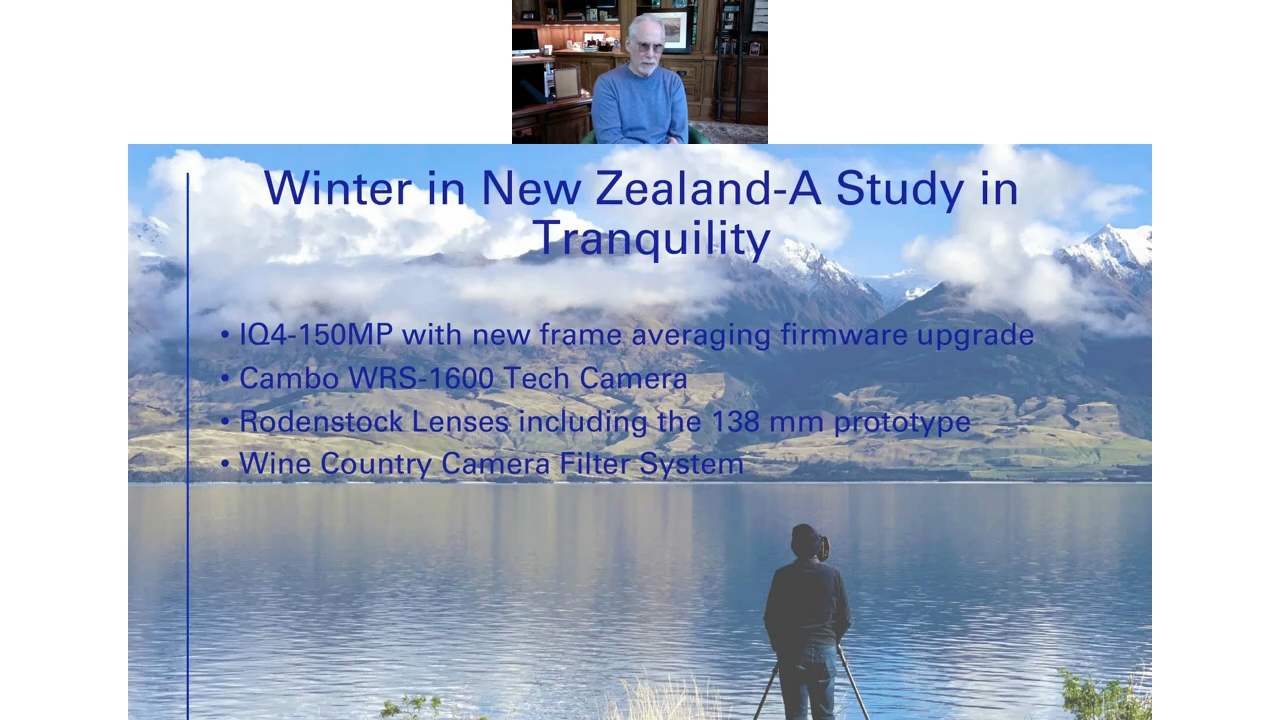 Winter in New Zealand-A Study in
Tranquility
• IQ4-150MP with new frame averaging firmware upgrade
• Cambo WRS-1600 Tech Camera
• Rodenstock Lenses including the 138 mm prototype
• Wine Country Camera Filter System